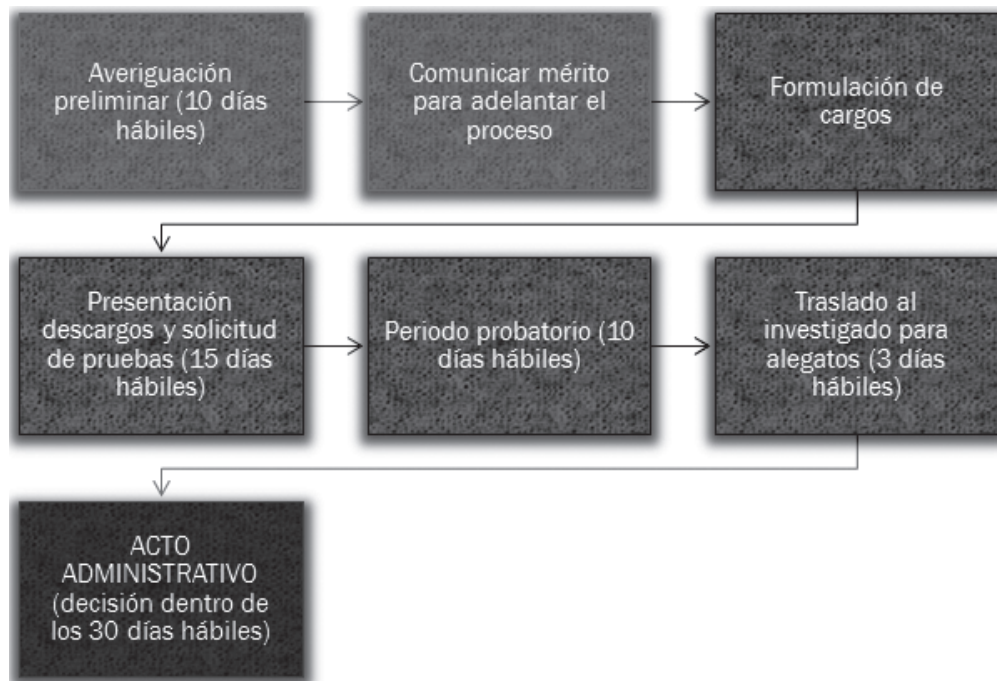 Averiguación
preliminar (10 días
hábiles)
Comunicar mérito
para adelantar el
proceso
Formulación de
cargos
Presentación
descargos y solicitud
de pruebas (15 días
hábiles)
Periodo probatorio (10
días hábiles)
Traslado al
investigado para
alegatos (3 días
hábiles)
ACTO
ADMINISTRATIVO
(decisión dentro de
los 30 días hábiles)